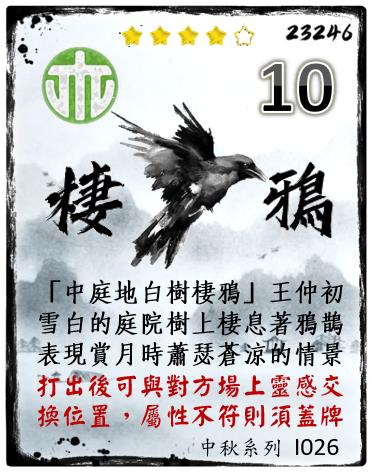 23246
木
10
棲
鴉
「中庭地白樹棲鴉」王仲初
雪白的庭院樹上棲息著鴉鵲
表現賞月時蕭瑟蒼涼的情景
打出後可與對方場上靈感交
換位置，屬性不符則須蓋牌
中秋系列 I026